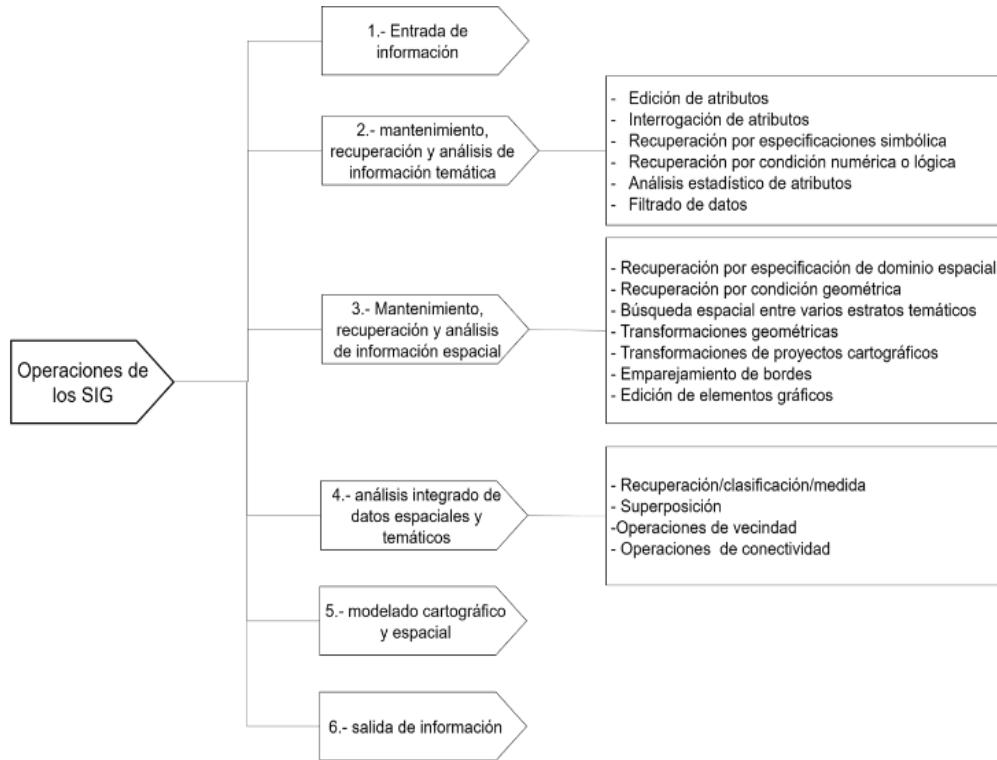 1.- Entrada de
información
2.- mantenimiento,
recuperación y análisis de
información temática
- Edición de atributos
- Interrogación de atributos
- Recuperación por especificaciones simbólica
- Recuperación por condición numérica o lógica
- Análisis estadístico de atributos
- Filtrado de datos
3.- Mantenimiento,
recuperación y análisis
de información espacial
- Recuperación por especificación de dominio espacial
- Recuperación por condición geométrica
- Búsqueda espacial entre varios estratos temáticos
- Transformaciones geométricas
- Transformaciones de proyectos cartográficos
- Emparejamiento de bordes
- Edición de elementos gráficos
Operaciones de
los SIG
4.- análisis integrado de
datos espaciales y
temáticos
- Recuperación/clasificación/medida
- Superposición
-Operaciones de vecindad
- Operaciones de conectividad
5.- modelado cartográfico
y espacial
6.- salida de información